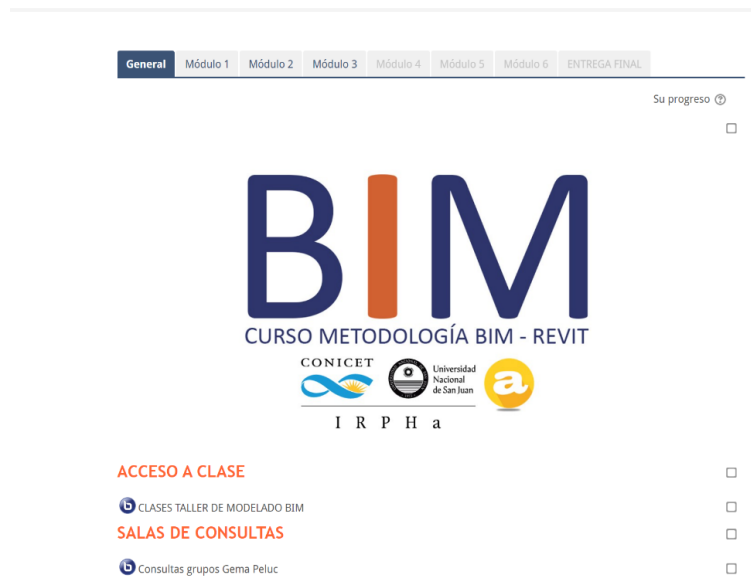 General Módulo 1 Módulo 2 Módulo 3 Módulo 4 Módulo 5 Módulo 6 ENTREGA FINAL
Su progreso
BIM
CURSO METODOLOGÍA BIM - REVIT
CONICET
Universidad
Nacional
de San Juan
a
I R P H a
ACCESO A CLASE
b CLASES TALLER DE MODELADO BIM
SALAS DE CONSULTAS
b Consultas grupos Gema Peluc